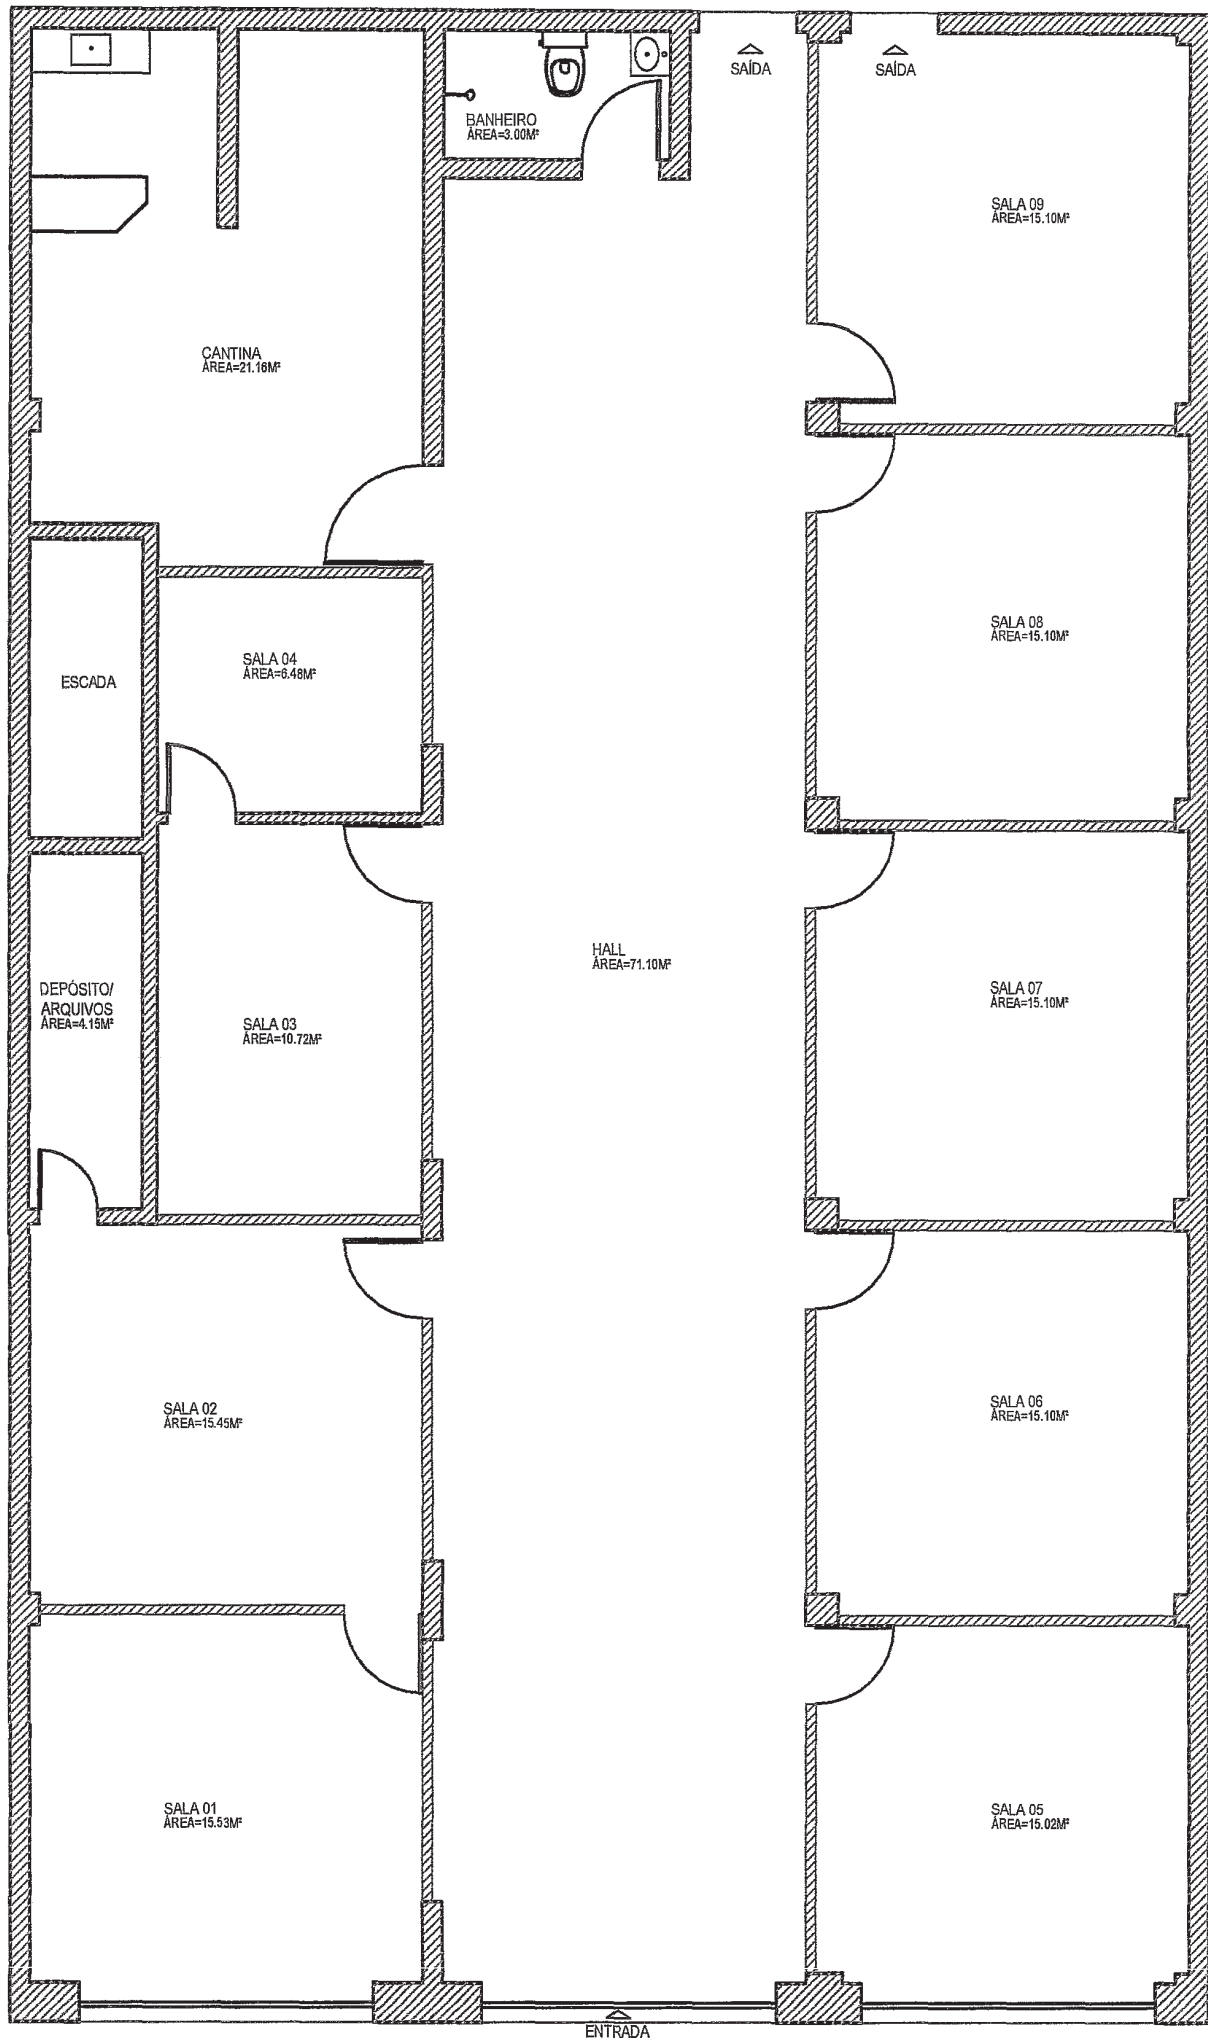 SAÍDA
SAÍDA
BANHEIRO
ÁREA=3.00M²
SALA 09
ÁREA=15.10M²
CANTINA
ÁREA=21.16M²
SALA 08
ÁREA=15.10M²
SALA 04
ÁREA=6.48M²
ESCADA
HALL
ÁREA=71.10M²
DEPÓSITO/
ARQUIVOS
ÁREA=4.15M²
SALA 07
ÁREA=15.10M²
SALA 03
ÁREA=10.72M²
SALA 02
ÁREA=15.45M²
SALA 06
ÁREA=15.10M²
SALA 01
ÁREA=15.53M²
SALA 05
ÁREA=15.02M²
ENTRADA